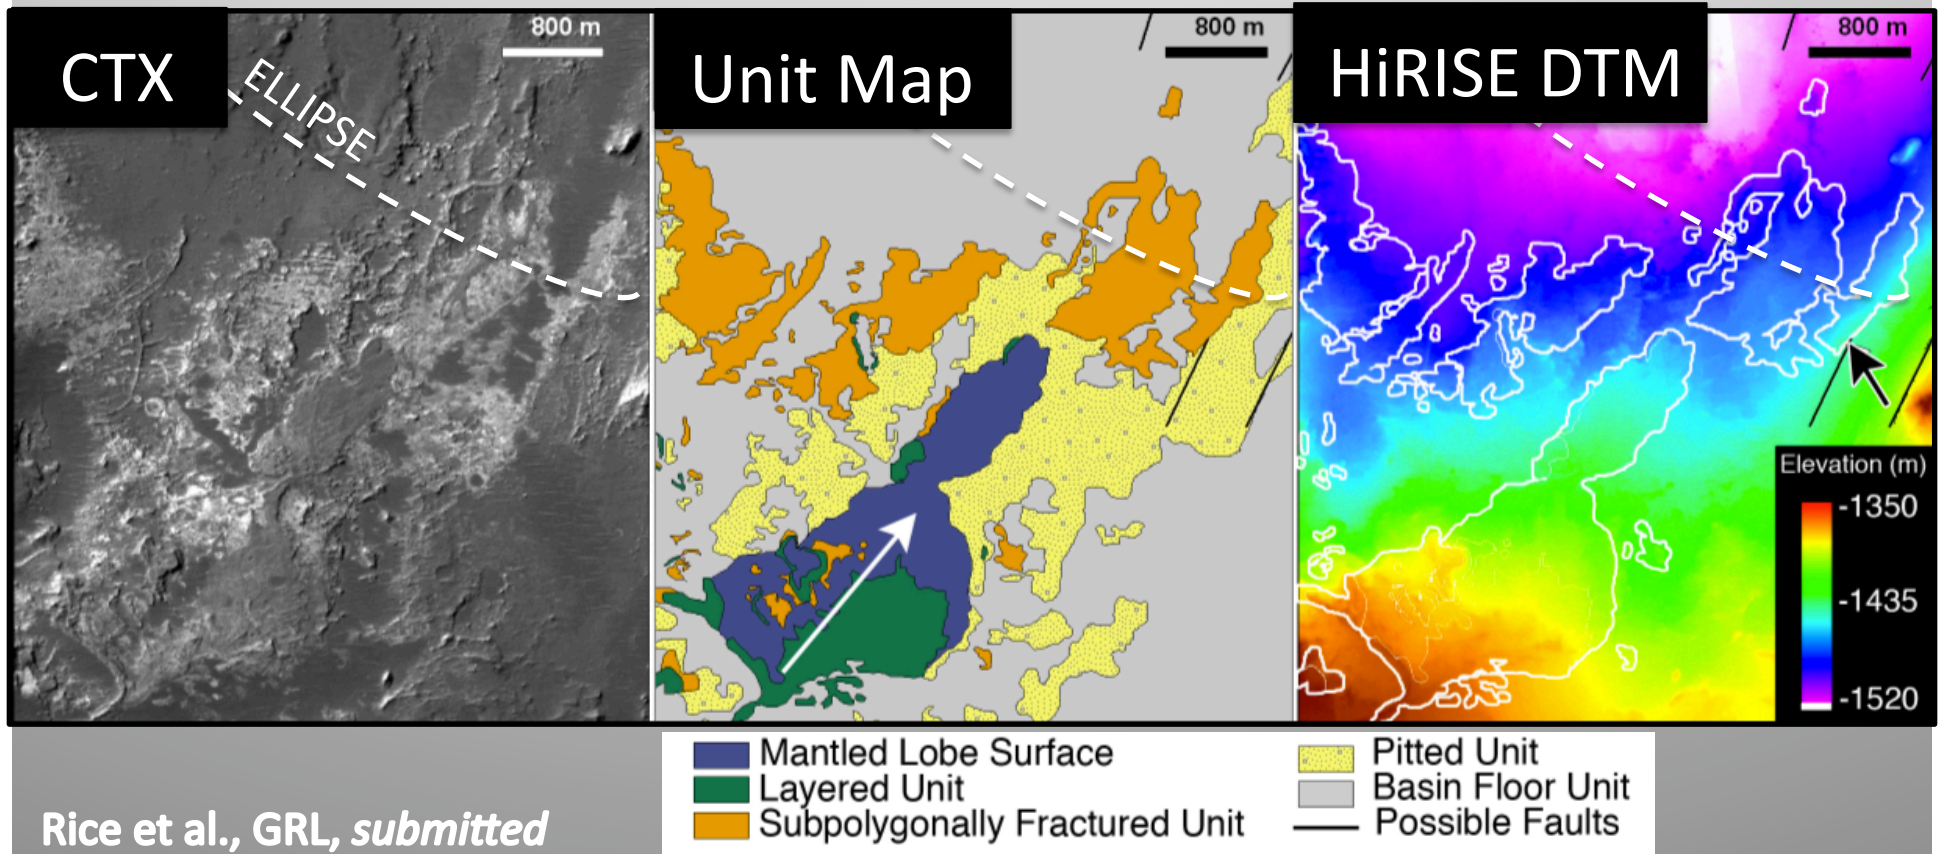 CTX
800 m
ELLIPSE
Unit Map
800 m
HiRISE DTM
800 m
Elevation (m)
-1350
-1435
-1520
Mantled Lobe Surface
Layered Unit
Subpolygonally Fractured Unit
Pitted Unit
Basin Floor Unit
Possible Faults
Rice et al., GRL, submitted